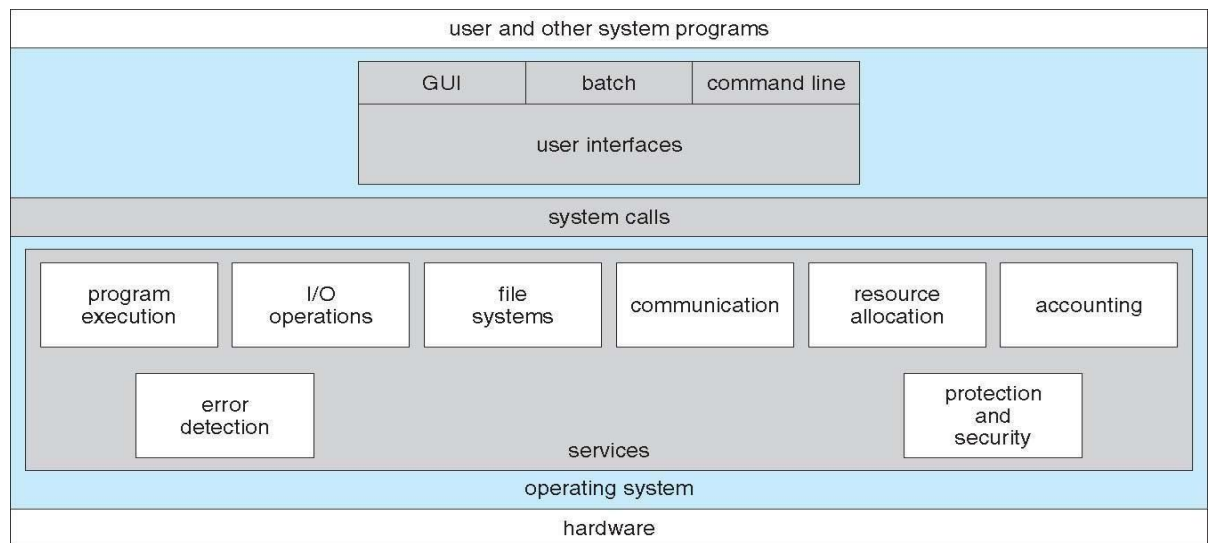 user and other system programs
GUI
batch
command line
user interfaces
system calls
program
execution
I/O
operations
file
systems
communication
resource
allocation
accounting
error
detection
protection
and
security
services
operating system
hardware